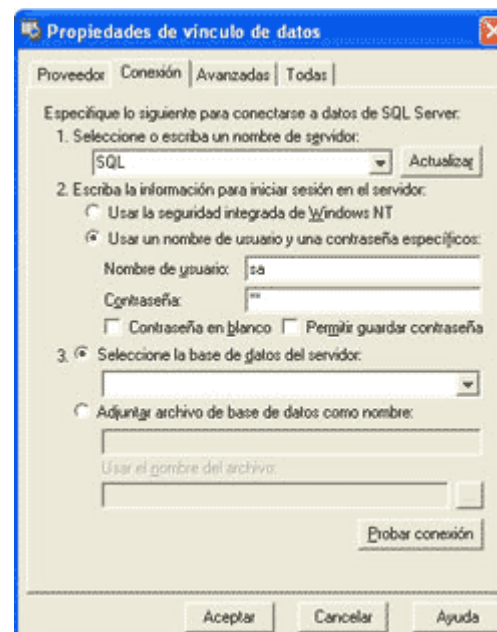 Propiedades de vínculo de datos
Proveedor Conexión Avanzadas Todas
Especifique lo siguiente para conectarse a datos de SQL Server:
1. Seleccione o escriba un nombre de servidor:
SQL Actualizar
2. Escriba la información para iniciar sesión en el servidor:
Usar la seguridad integrada de Windows NT
Usar un nombre de usuario y una contraseña específicos:
Nombre de usuario: sa
Contraseña: **
Contraseña en blanco Permitir guardar contraseña
3. Seleccione la base de datos del servidor:
Adjuntar archivo de base de datos como nombre:
Usar el nombre del archivo:
...
Probar conexión
Aceptar Cancelar Ayuda